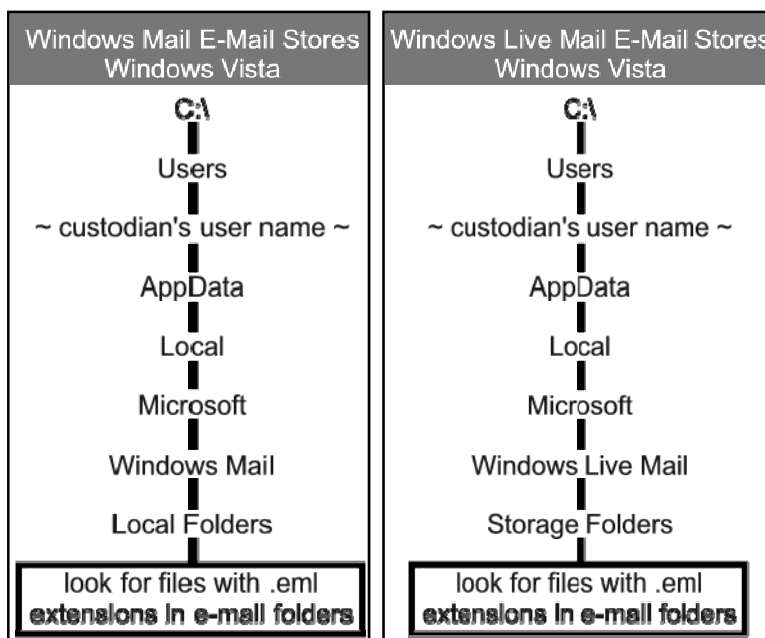 Windows Mail E-Mail Stores
Windows Vista
C:\
Users
~ custodian's user name ~
AppData
Local
Microsoft
Windows Mail
Local Folders
look for files with .eml
extensions in e-mail folders
Windows Live Mail E-Mail Stores
Windows Vista
C:\
Users
~ custodian's user name ~
AppData
Local
Microsoft
Windows Live Mail
Storage Folders
look for files with .eml
extensions in e-mail folders